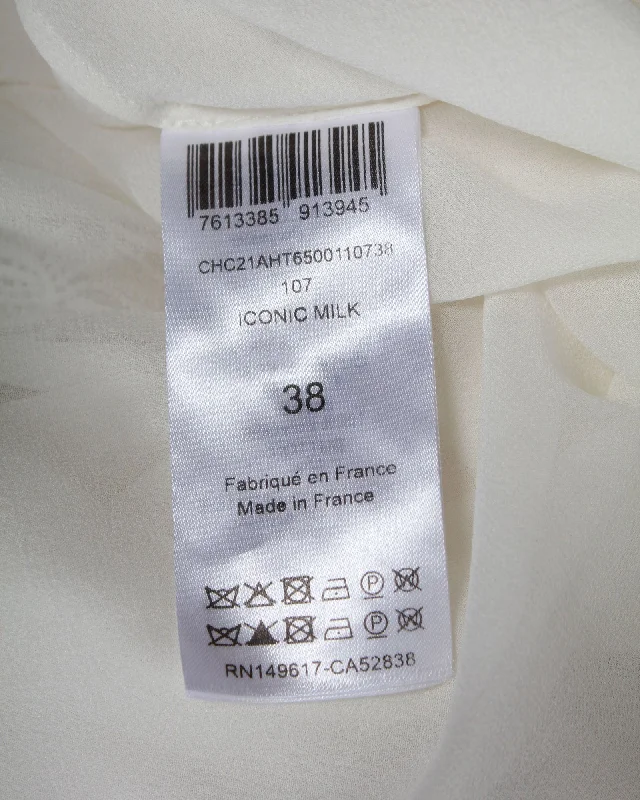 7613385 913945
CHC21AHT6500110738
107
ICONIC MILK
38
Fabriqué en France
Made in France
P
W
P
W
RN149617-CA52838